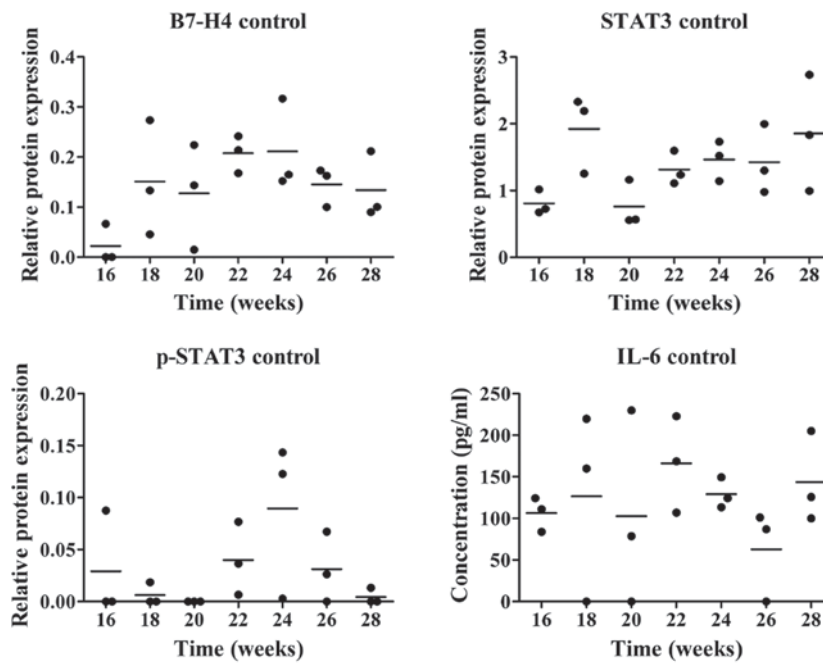 B7-H4 control
Relative protein expression
0.4
0.3
0.2
0.1
0.0
16 18 20 22 24 26 28
Time (weeks)
STAT3 control
Relative protein expression
3
2
1
0
16 18 20 22 24 26 28
Time (weeks)
p-STAT3 control
Relative protein expression
0.20
0.15
0.10
0.05
0.00
16 18 20 22 24 26 28
Time (weeks)
IL-6 control
Concentration (pg/ml)
250
200
150
100
50
0
16 18 20 22 24 26 28
Time (weeks)